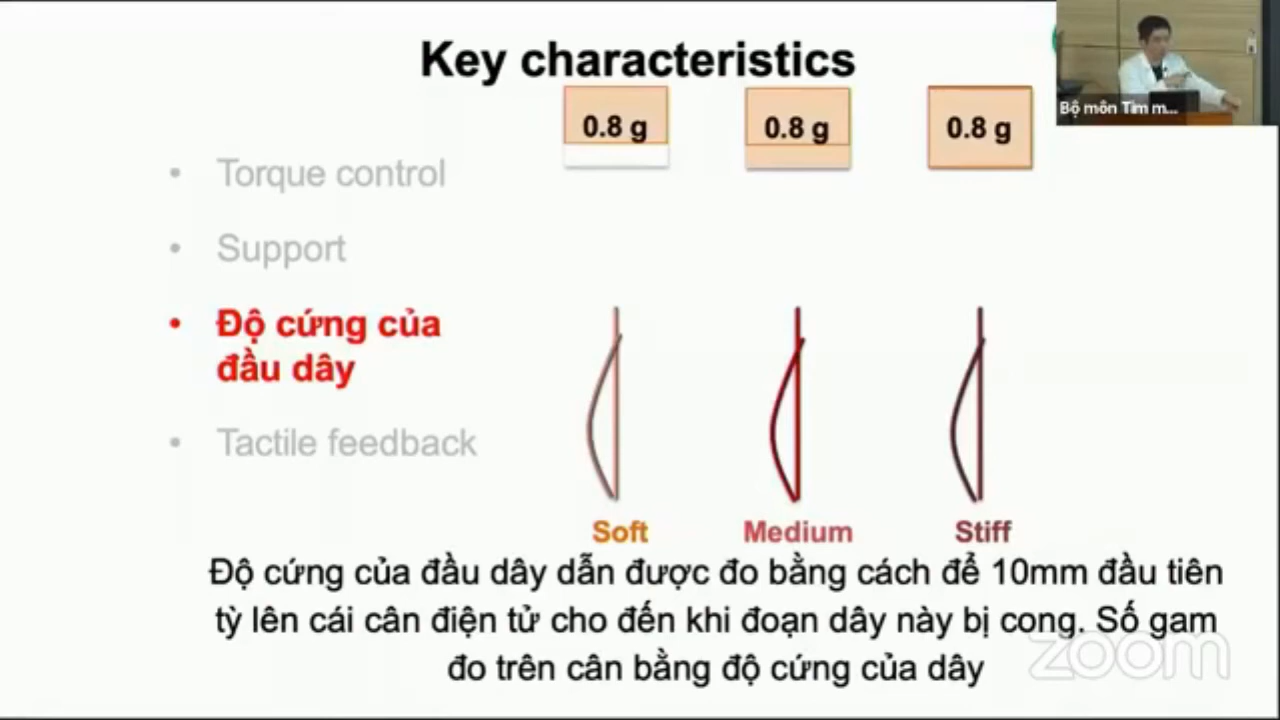 Key characteristics
0.8 g
0.8 g
0.8 g
Bộ môn Tim m...
• Torque control
• Support
• Độ cứng của
đầu dây
• Tactile feedback
Soft
Medium
Stiff
Độ cứng của đầu dây dẫn được đo bằng cách để 10mm đầu tiên
tỳ lên cái cân điện tử cho đến khi đoạn dây này bị cong. Số gam
đo trên cân bằng độ cứng của dây
zoom